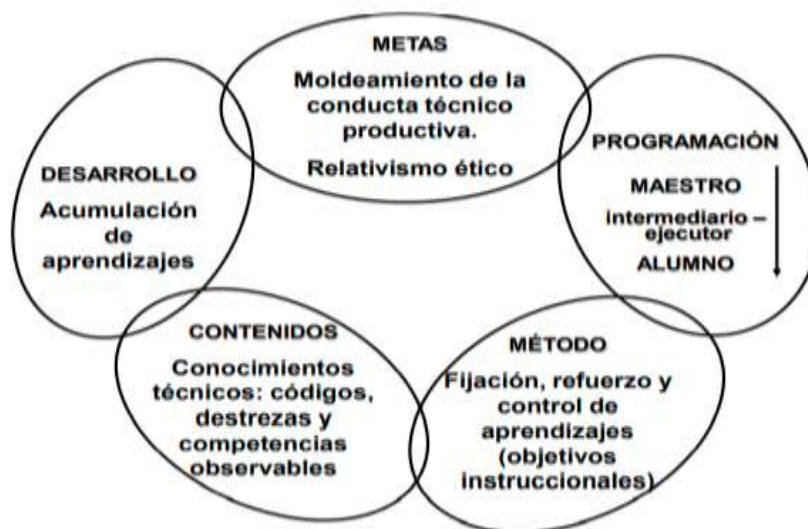 METAS
Moldeamiento de la
conducta técnico
productiva.
Relativismo ético
PROGRAMACIÓN
MAESTRO
intermediario –
ejecutor
ALUMNO
DESARROLLO
Acumulación
de
aprendizajes
CONTENIDOS
Conocimientos
técnicos: códigos,
destrezas y
competencias
observables
MÉTODO
Fijación, refuerzo y
control de
aprendizajes
(objetivos
instruccionales)